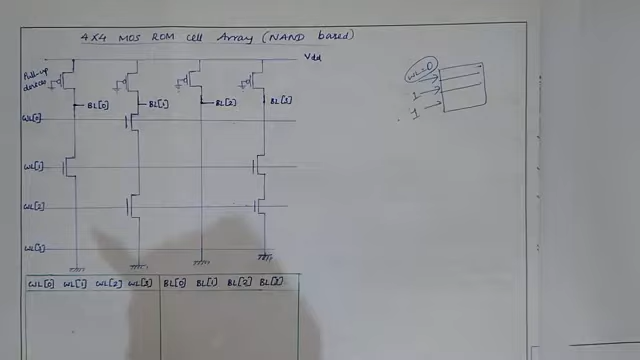 4x4 MOS ROM Cell Array (NAND based)
Vdd
Pull-up
devices
BL[0] BL[1] BL[2] BL[3]
WL[0]
WL[1]
WL[2]
WL[3]
WL[0] WL[1] WL[2] WL[3] BL[0] BL[1] BL[2] BL[3]
WL=0
1
1